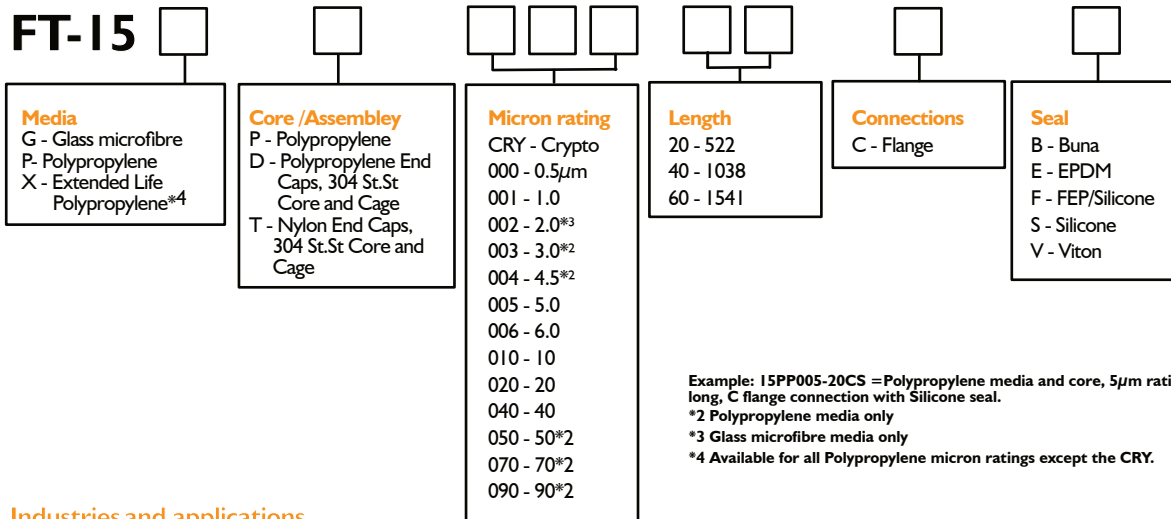 FT-15
Media
G - Glass microfibre
P- Polypropylene
X - Extended Life
Polypropylene*4
Core /Assembley
P - Polypropylene
D - Polypropylene End
Caps, 304 St.St
Core and Cage
T - Nylon End Caps,
304 St.St Core and
Cage
Micron rating
CRY - Crypto
000 - 0.5µm
001 - 1.0
002 - 2.0*3
003 - 3.0*2
004 - 4.5*2
005 - 5.0
006 - 6.0
010 - 10
020 - 20
040 - 40
050 - 50*2
070 - 70*2
090 - 90*2
Length
20 - 522
40 - 1038
60 - 1541
Connections
C - Flange
Seal
B - Buna
E - EPDM
F - FEP/Silicone
S - Silicone
V - Viton
Example: 15PP005-20CS =Polypropylene media and core, 5µm rati
long, C flange connection with Silicone seal.
*2 Polypropylene media only
*3 Glass microfibre media only
*4 Available for all Polypropylene micron ratings except the CRY.
Industries and applications